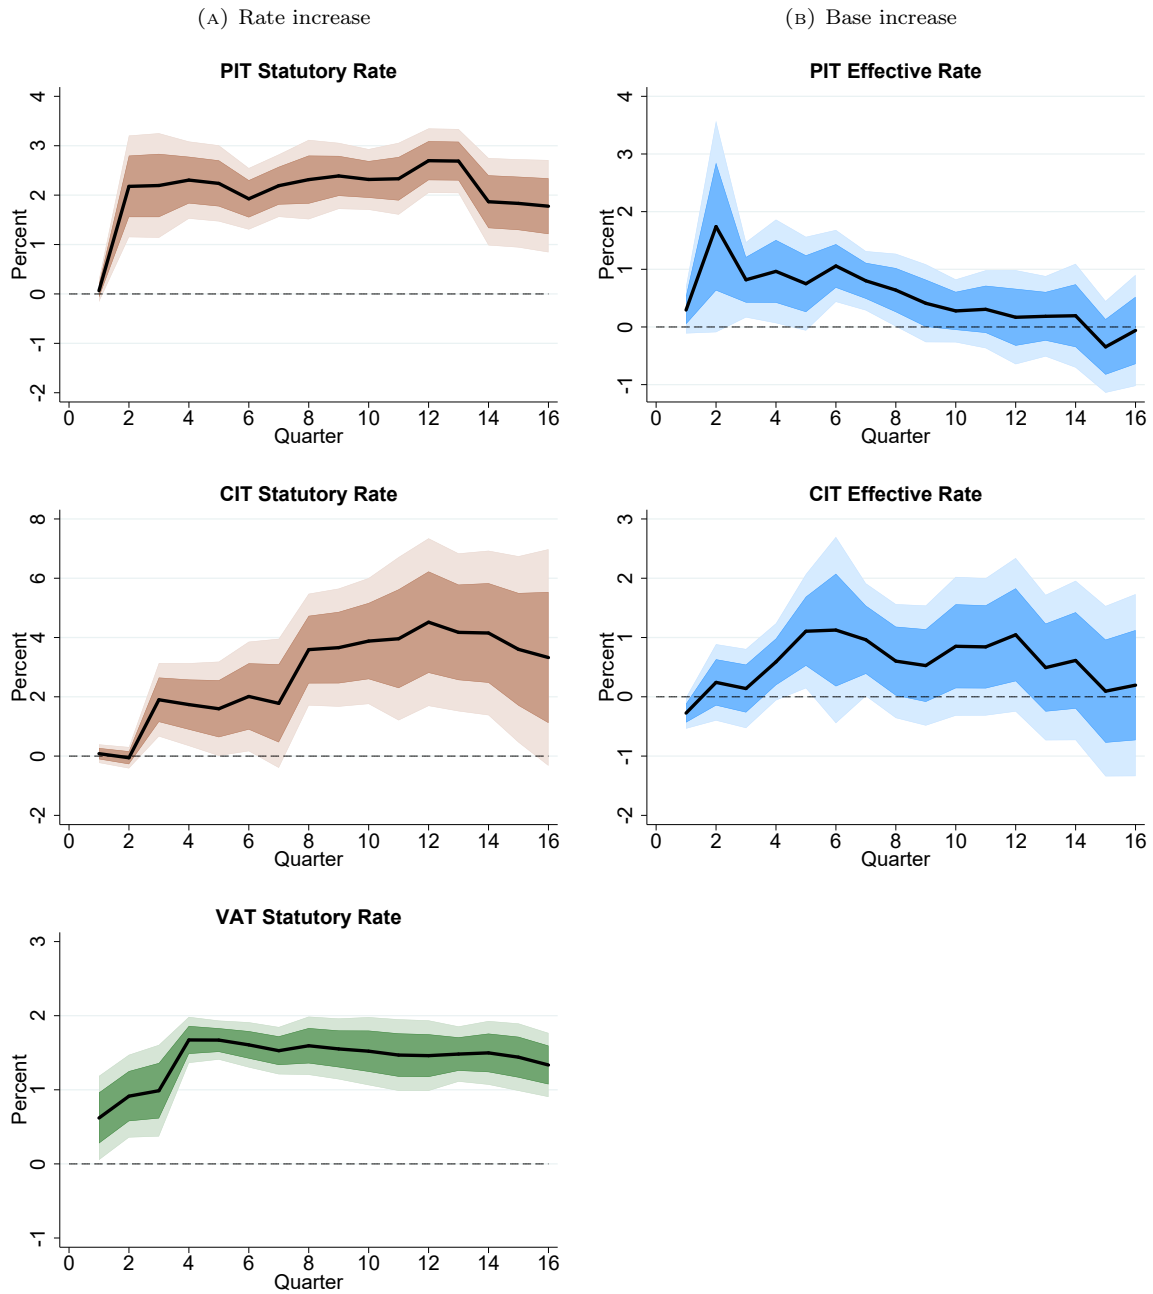 (A) Rate increase
(B) Base increase
PIT Statutory Rate
4
3
2
1
0
-1
-2
Percent
0 2 4 6 8 10 12 14 16
Quarter
PIT Effective Rate
4
3
2
1
0
-1
Percent
0 2 4 6 8 10 12 14 16
Quarter
CIT Statutory Rate
8
6
4
2
0
-2
Percent
0 2 4 6 8 10 12 14 16
Quarter
CIT Effective Rate
3
2
1
0
-1
-2
Percent
0 2 4 6 8 10 12 14 16
Quarter
VAT Statutory Rate
3
2
1
0
-1
Percent
0 2 4 6 8 10 12 14 16
Quarter